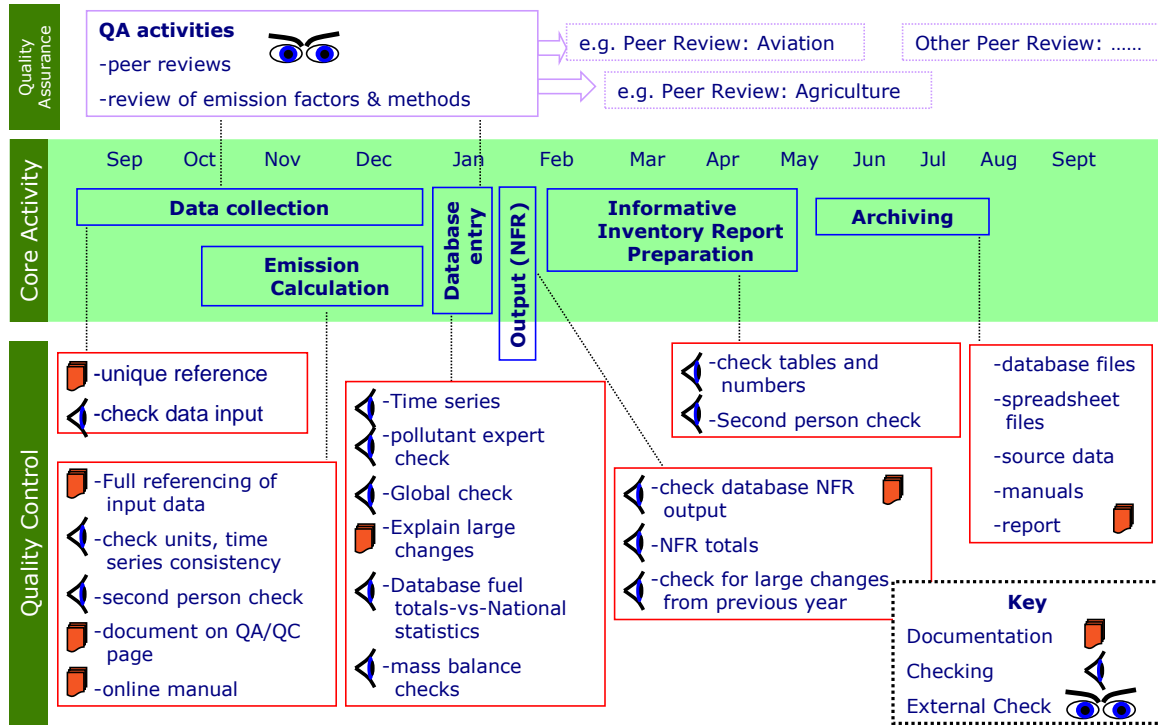 Quality
Assurance
QA activities
-peer reviews
-review of emission factors & methods
e.g. Peer Review: Aviation
Other Peer Review: ......
e.g. Peer Review: Agriculture
Core Activity
Sep Oct Nov Dec Jan Feb Mar Apr May Jun Jul Aug Sept
Data collection
Emission
Calculation
Database
entry
Output (NFR)
Informative
Inventory Report
Preparation
Archiving
Quality Control
-unique reference
-check data input
-Full referencing of
input data
-check units, time
series consistency
-second person check
-document on QA/QC
page
-online manual
-Time series
-pollutant expert
check
-Global check
-Explain large
changes
-Database fuel
totals-vs-National
statistics
-mass balance
checks
-check database NFR
output
-NFR totals
-check for large changes
from previous year
-check tables and
numbers
-Second person check
-database files
-spreadsheet
files
-source data
-manuals
-report
Key
Documentation
Checking
External Check